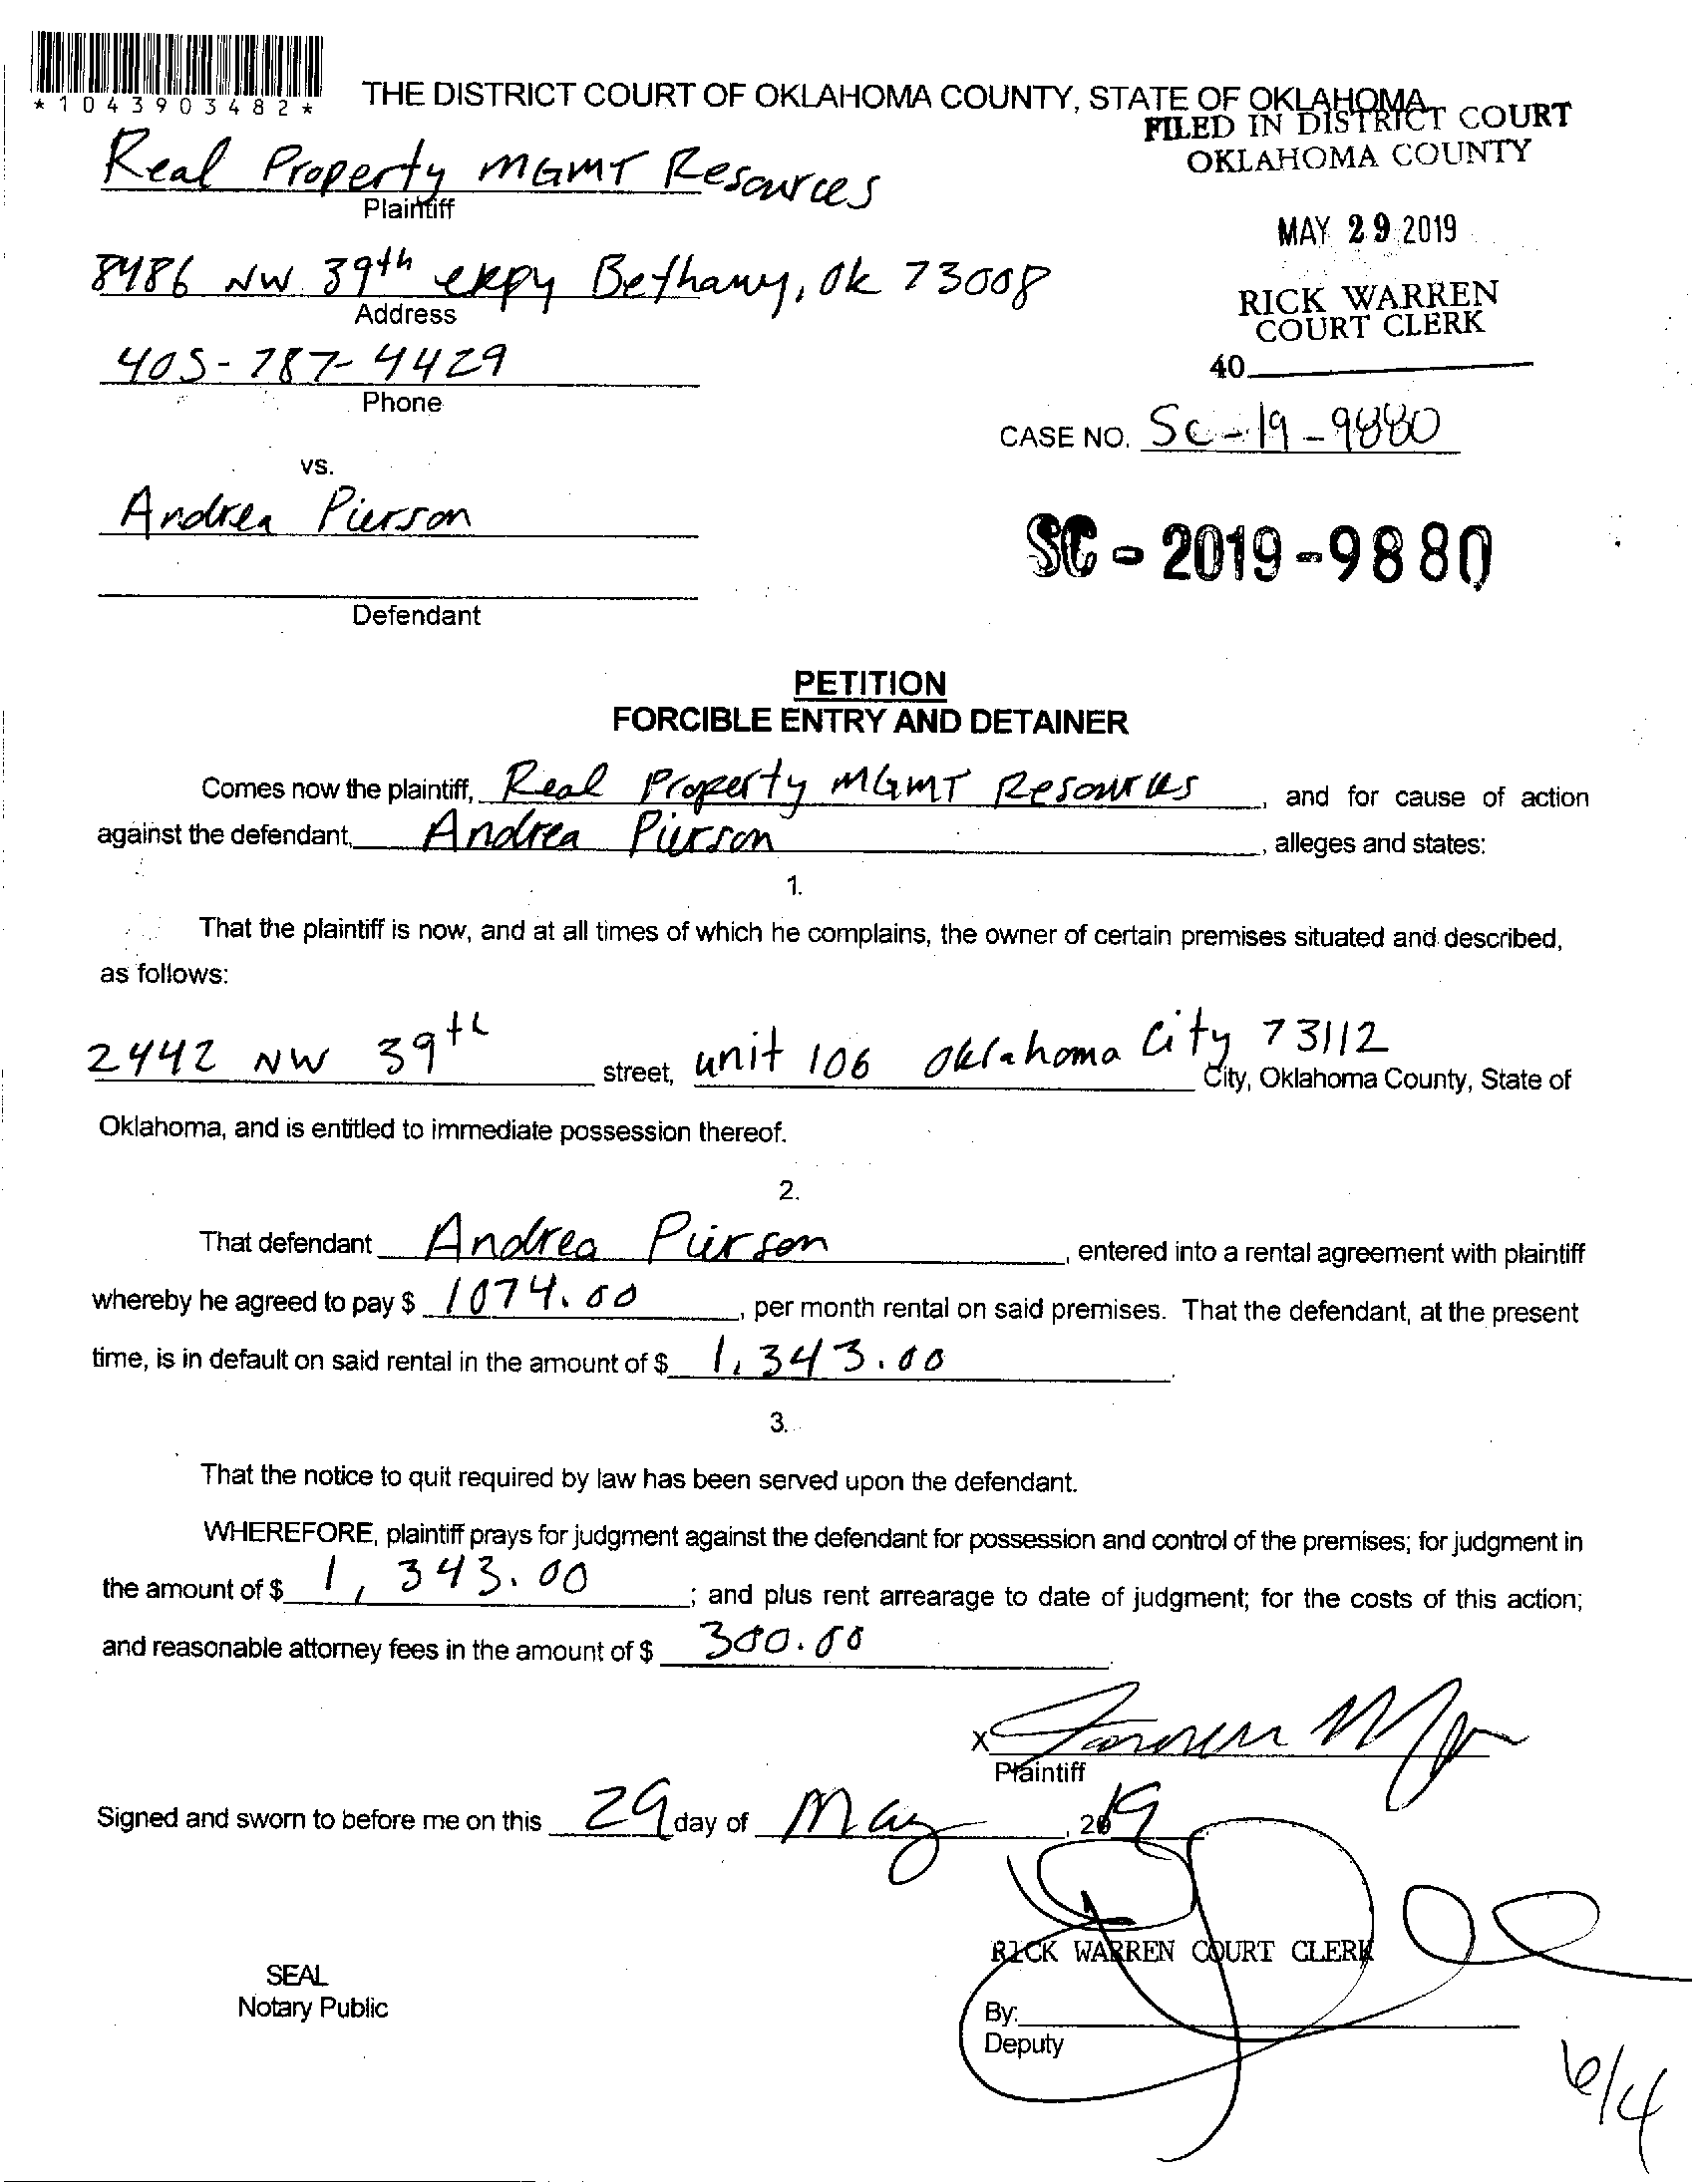 *1043903482*
THE DISTRICT COURT OF OKLAHOMA COUNTY, STATE OF OKLAHOMA
FILED IN DISTRICT COURT
OKLAHOMA COUNTY
Real Property MGMT Resources
Plaintiff
MAY 29 2019
8486 NW 39th expy Bethany, Ok 73008
Address
RICK WARREN
COURT CLERK
405-787-4429
40
Phone
CASE NO. SC-19-9880
vs.
Andrea Pierson
SC-2019-9880
Defendant
PETITION
FORCIBLE ENTRY AND DETAINER
Comes now the plaintiff, Real Property MGMT Resources, and for cause of action
against the defendant, Andrea Pierson, alleges and states:
1.
That the plaintiff is now, and at all times of which he complains, the owner of certain premises situated and described,
as follows:
2442 NW 39th street, unit 106 Oklahoma City 73112 City, Oklahoma County, State of
Oklahoma, and is entitled to immediate possession thereof.
2.
That defendant Andrea Pierson, entered into a rental agreement with plaintiff
whereby he agreed to pay $ 1074.00, per month rental on said premises. That the defendant, at the present
time, is in default on said rental in the amount of $ 1,343.00.
3.
That the notice to quit required by law has been served upon the defendant.
WHEREFORE, plaintiff prays for judgment against the defendant for possession and control of the premises; for judgment in
the amount of $ 1,343.00; and plus rent arrearage to date of judgment; for the costs of this action;
and reasonable attorney fees in the amount of $ 300.00.
X
Plaintiff
Signed and sworn to before me on this 29 day of May, 2019
RICK WARREN COURT CLERK
SEAL
Notary Public
By:
Deputy
6/4